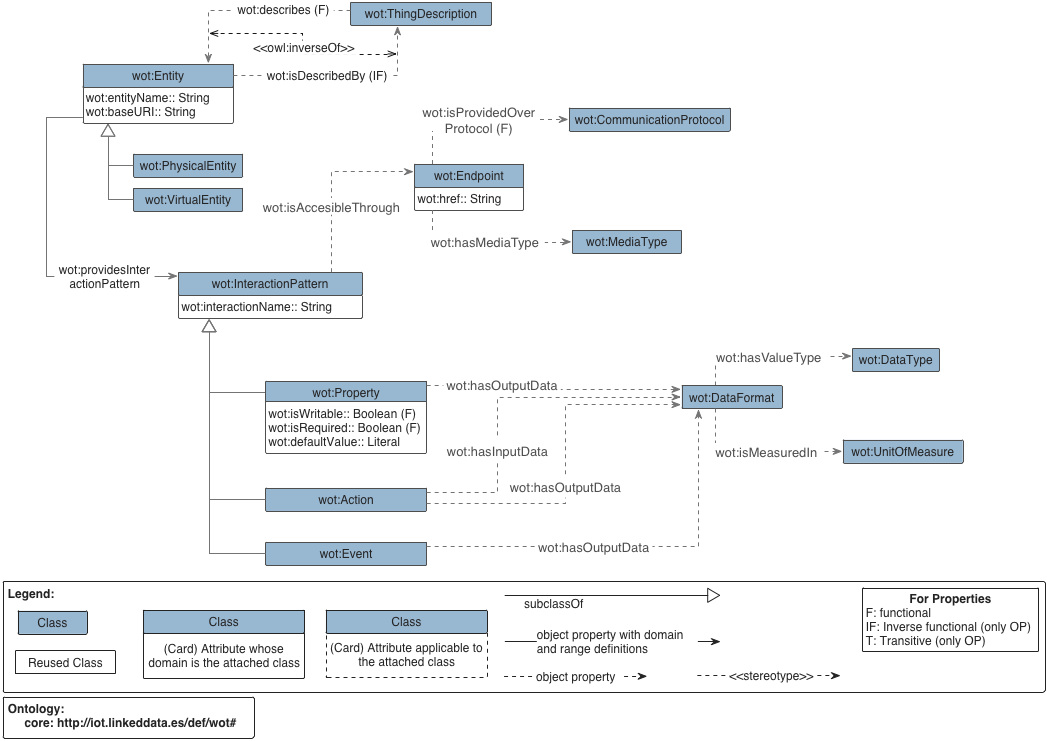 wot:describes (F)
wot:ThingDescription
<<owl:inverseOf>>
wot:Entity
wot:isDescribedBy (IF)
wot:entityName:: String
wot:baseURI:: String
wot:isProvidedOver
Protocol (F)
wot:CommunicationProtocol
wot:PhysicalEntity
wot:Endpoint
wot:VirtualEntity
wot:href:: String
wot:isAccesibleThrough
wot:hasMediaType
wot:MediaType
wot:providesInter
actionPattern
wot:InteractionPattern
wot:interactionName:: String
wot:hasValueType
wot:DataType
wot:Property
wot:hasOutputData
wot:DataFormat
wot:isWritable:: Boolean (F)
wot:isRequired:: Boolean (F)
wot:defaultValue:: Literal
wot:hasInputData
wot:isMeasuredIn
wot:UnitOfMeasure
wot:hasOutputData
wot:Action
wot:Event
wot:hasOutputData
Legend:
Class
Reused Class
Class
(Card) Attribute whose
domain is the attached class
Class
(Card) Attribute applicable to
the attached class
subclassOf
object property with domain
and range definitions
object property
<<stereotype>>
For Properties
F: functional
IF: Inverse functional (only OP)
T: Transitive (only OP)
Ontology:
core: http://iot.linkeddata.es/def/wot#